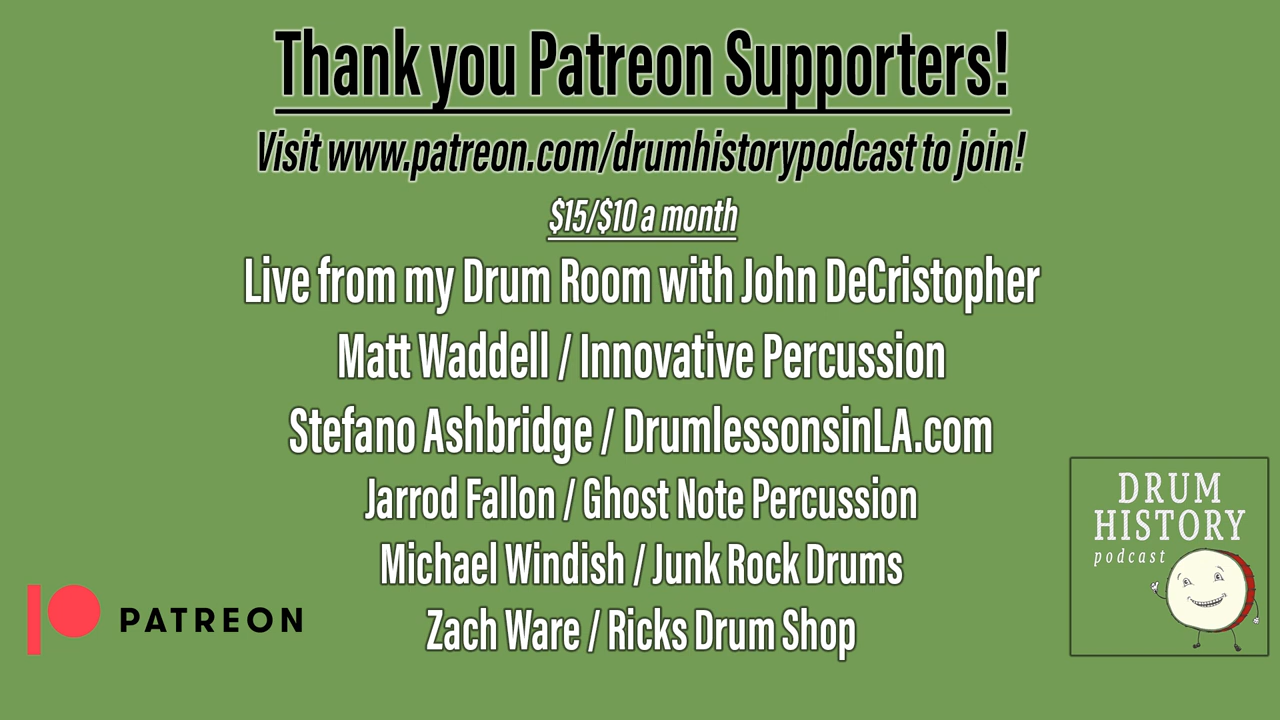 Thank you Patreon Supporters!
Visit www.patreon.com/drumhistorypodcast to join!
$15/$10 a month
Live from my Drum Room with John DeCristopher
Matt Waddell / Innovative Percussion
Stefano Ashbridge / DrumlessonsinLA.com
Jarrod Fallon / Ghost Note Percussion
Michael Windish / Junk Rock Drums
Zach Ware / Ricks Drum Shop
PATREON
DRUM
HISTORY
podcast